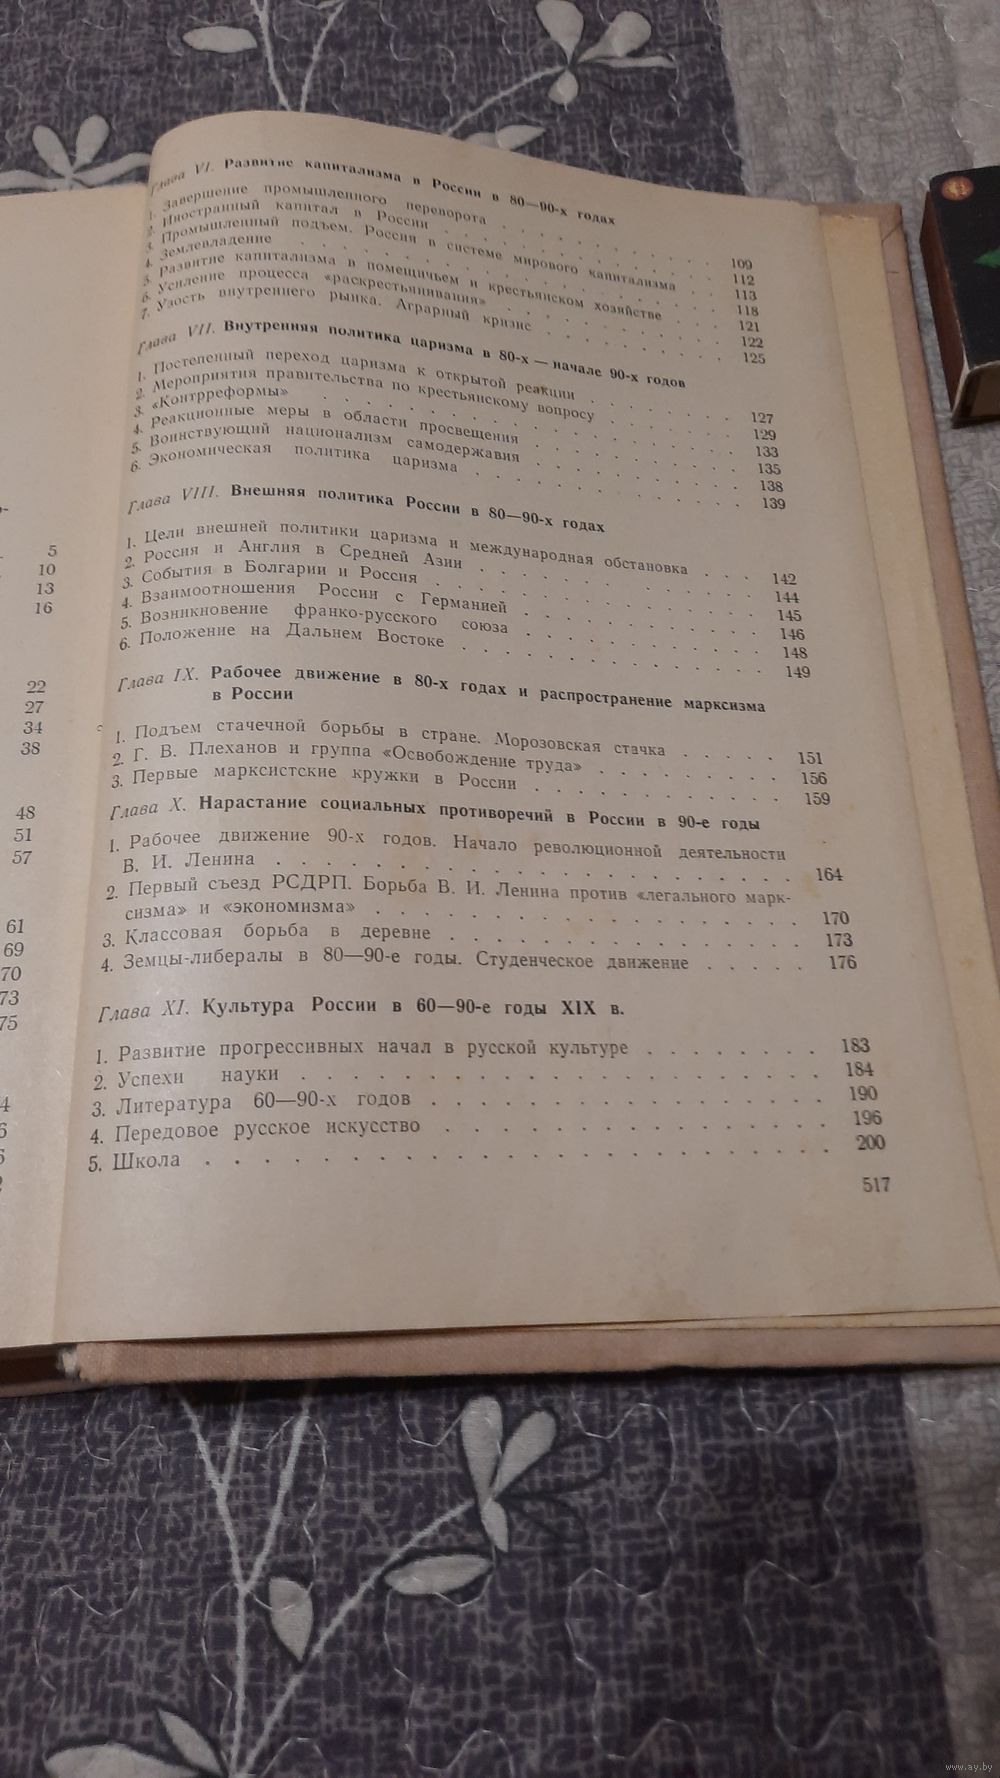 5
10
13
16
22
27
34
38
48
51
57
61
69
70
73
75
Глава VI. Развитие капитализма в России в 80—90-х годах
1. Завершение промышленного переворота . . . . . . . 109
2. Иностранный капитал в России . . . . . . . 112
3. Промышленный подъем. Россия в системе мирового капитализма . . 113
4. Землевладение . . . . . . . 118
5. Развитие капитализма в помещичьем и крестьянском хозяйстве . . . 121
6. Усиление процесса «раскрестьянивания» . . . . . . . 122
7. Узость внутреннего рынка. Аграрный кризис . . . . . . . 125
Глава VII. Внутренняя политика царизма в 80-х — начале 90-х годов
1. Постепенный переход царизма к открытой реакции . . . . . . . 127
2. Мероприятия правительства по крестьянскому вопросу . . . . . . 129
3. «Контрреформы» . . . . . . . 133
4. Реакционные меры в области просвещения . . . . . . . 135
5. Воинствующий национализм самодержавия . . . . . . . 138
6. Экономическая политика царизма . . . . . . . 139
Глава VIII. Внешняя политика России в 80—90-х годах
1. Цели внешней политики царизма и международная обстановка . . . 142
2. Россия и Англия в Средней Азии . . . . . . . 144
3. События в Болгарии и Россия . . . . . . . 145
4. Взаимоотношения России с Германией . . . . . . . 146
5. Возникновение франко-русского союза . . . . . . . 148
6. Положение на Дальнем Востоке . . . . . . . 149
Глава IX. Рабочее движение в 80-х годах и распространение марксизма
в России
1. Подъем стачечной борьбы в стране. Морозовская стачка . . . . . 151
2. Г. В. Плеханов и группа «Освобождение труда» . . . . . . . 156
3. Первые марксистские кружки в России . . . . . . . 159
Глава X. Нарастание социальных противоречий в России в 90-е годы
1. Рабочее движение 90-х годов. Начало революционной деятельности
В. И. Ленина . . . . . . . 164
2. Первый съезд РСДРП. Борьба В. И. Ленина против «легального марк-
сизма» и «экономизма» . . . . . . . 170
3. Классовая борьба в деревне . . . . . . . 173
4. Земцы-либералы в 80—90-е годы. Студенческое движение . . . . . 176
Глава XI. Культура России в 60—90-е годы XIX в.
1. Развитие прогрессивных начал в русской культуре . . . . . . . 183
2. Успехи науки . . . . . . . 184
3. Литература 60—90-х годов . . . . . . . 190
4. Передовое русское искусство . . . . . . . 196
5. Школа . . . . . . . 200
517
www.ay.by